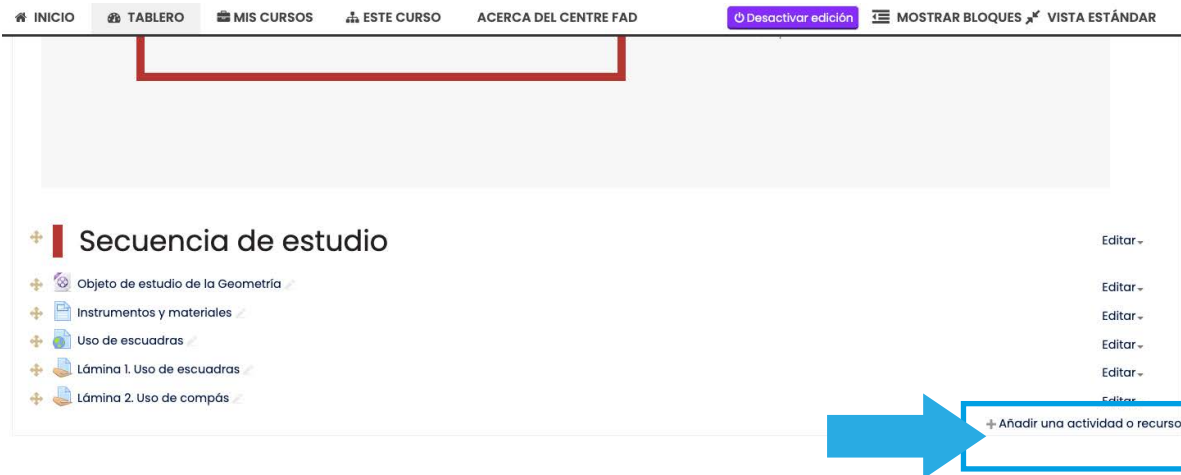 INICIO TABLERO MIS CURSOS ESTE CURSO ACERCA DEL CENTRE FAD Desactivar edición MOSTRAR BLOQUES VISTA ESTÁNDAR
Secuencia de estudio Editar
Objeto de estudio de la Geometría Editar
Instrumentos y materiales Editar
Uso de escuadras Editar
Lámina 1. Uso de escuadras Editar
Lámina 2. Uso de compás Editar
Añadir una actividad o recurso